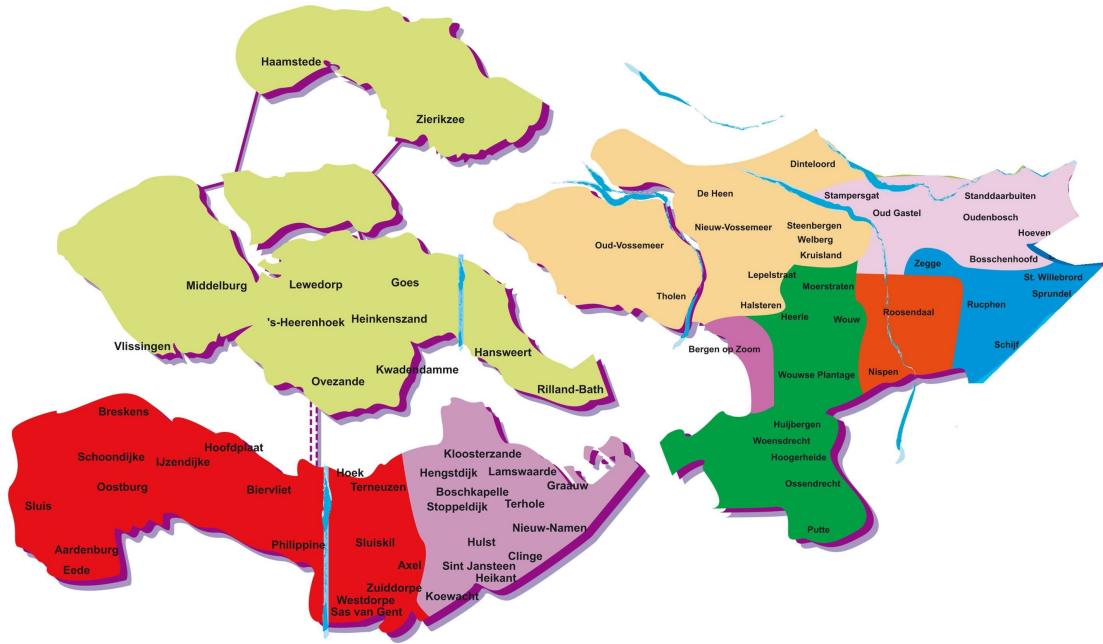 Haamstede
Zierikzee
Middelburg
Lewedorp
Goes
's-Heerenhoek
Heinkenszand
Vlissingen
Hansweert
Kwadendamme
Ovezande
Rilland-Bath
Breskens
Hoofdplaat
Schoondijke
IJzendijke
Oostburg
Biervliet
Sluis
Aardenburg
Eede
Philippine
Hoek
Terneuzen
Sluiskil
Axel
Zuiddorpe
Westdorpe
Sas van Gent
Kloosterzande
Hengstdijk
Lamswaarde
Graauw
Boschkapelle
Stoppeldijk
Terhole
Nieuw-Namen
Hulst
Clinge
Sint Jansteen
Heikant
Koewacht
Dinteloord
De Heen
Stampersgat
Standdaarbuiten
Oud Gastel
Oudenbosch
Nieuw-Vossemeer
Steenbergen
Welberg
Hoeven
Oud-Vossemeer
Kruisland
Zegge
Bosschenhoofd
Lepelstraat
Moerstraten
St. Willebrord
Sprundel
Tholen
Halsteren
Heerle
Wouw
Roosendaal
Rucphen
Schijf
Bergen op Zoom
Wouwse Plantage
Nispen
Huijbergen
Woensdrecht
Hoogerheide
Ossendrecht
Putte